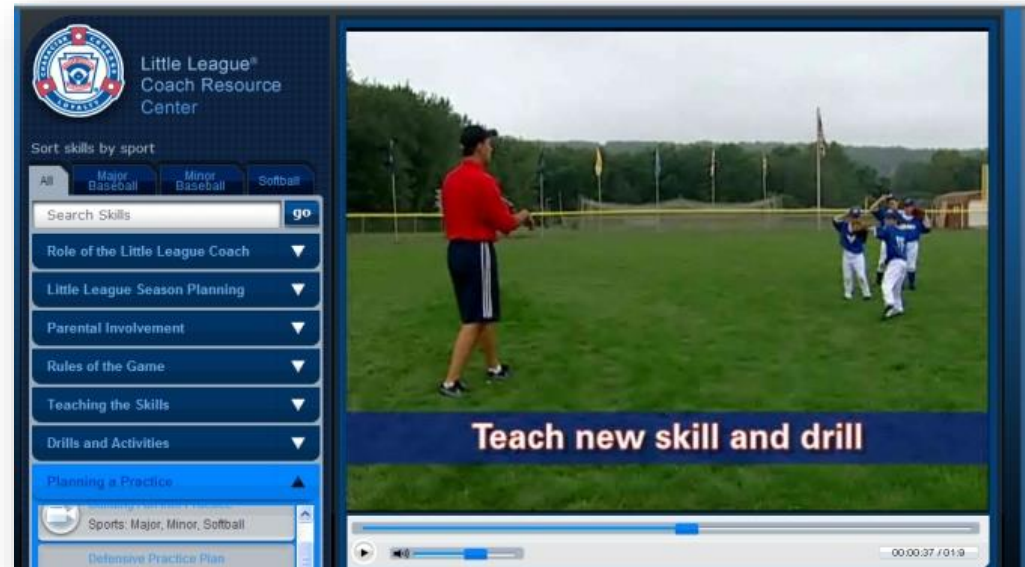 CHARACTER COURAGE LOYALTY
Little League®
Coach Resource
Center
Sort skills by sport
All
Major
Baseball
Minor
Baseball
Softball
Search Skills
go
Role of the Little League Coach
Little League Season Planning
Parental Involvement
Rules of the Game
Teaching the Skills
Drills and Activities
Planning a Practice
Sports: Major, Minor, Softball
Defensive Practice Plan
Teach new skill and drill
00:00:37 / 01:9